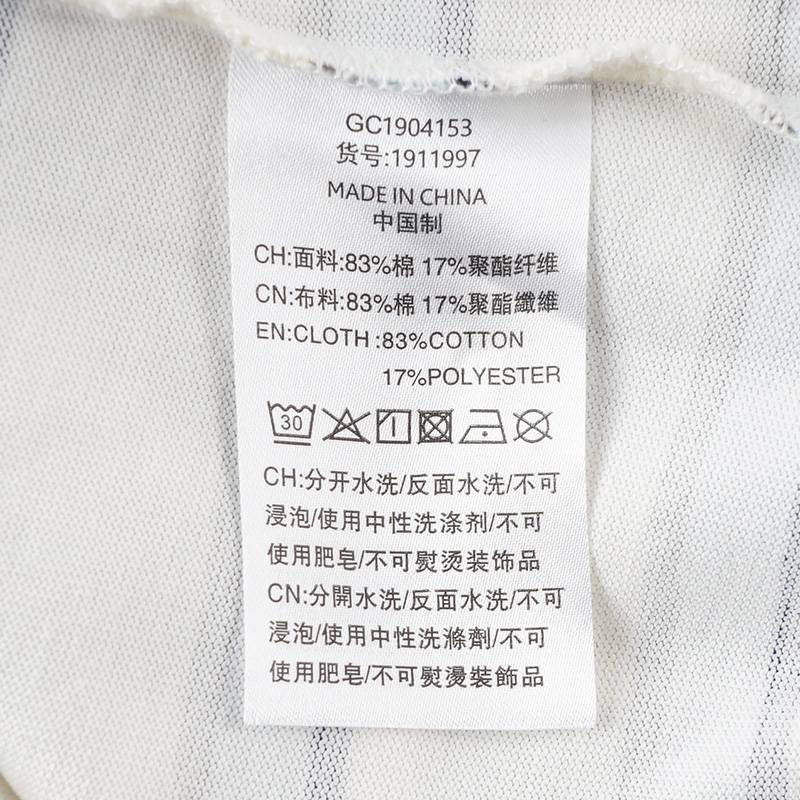 GC1904153
货号:1911997
MADE IN CHINA
中国制
CH:面料:83%棉 17%聚酯纤维
CN:布料:83%棉 17%聚酯纖維
EN:CLOTH :83%COTTON
17%POLYESTER
30
CH:分开水洗/反面水洗/不可
浸泡/使用中性洗涤剂/不可
使用肥皂/不可熨烫装饰品
CN:分開水洗/反面水洗/不可
浸泡/使用中性洗滌劑/不可
使用肥皂/不可熨燙裝飾品